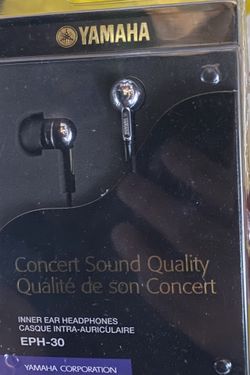 YAMAHA
Concert Sound Quality
Qualité de son Concert
INNER EAR HEADPHONES
CASQUE INTRA-AURICULAIRE
EPH-30
YAMAHA CORPORATION